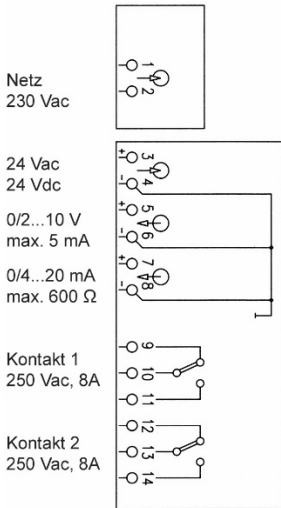 Netz
230 Vac
1
2
24 Vac
24 Vdc
+ 3
- 4
0/2...10 V
max. 5 mA
+ 5
- 6
0/4...20 mA
max. 600 Ω
+ 7
- 8
Kontakt 1
250 Vac, 8A
9
10
11
Kontakt 2
250 Vac, 8A
12
13
14